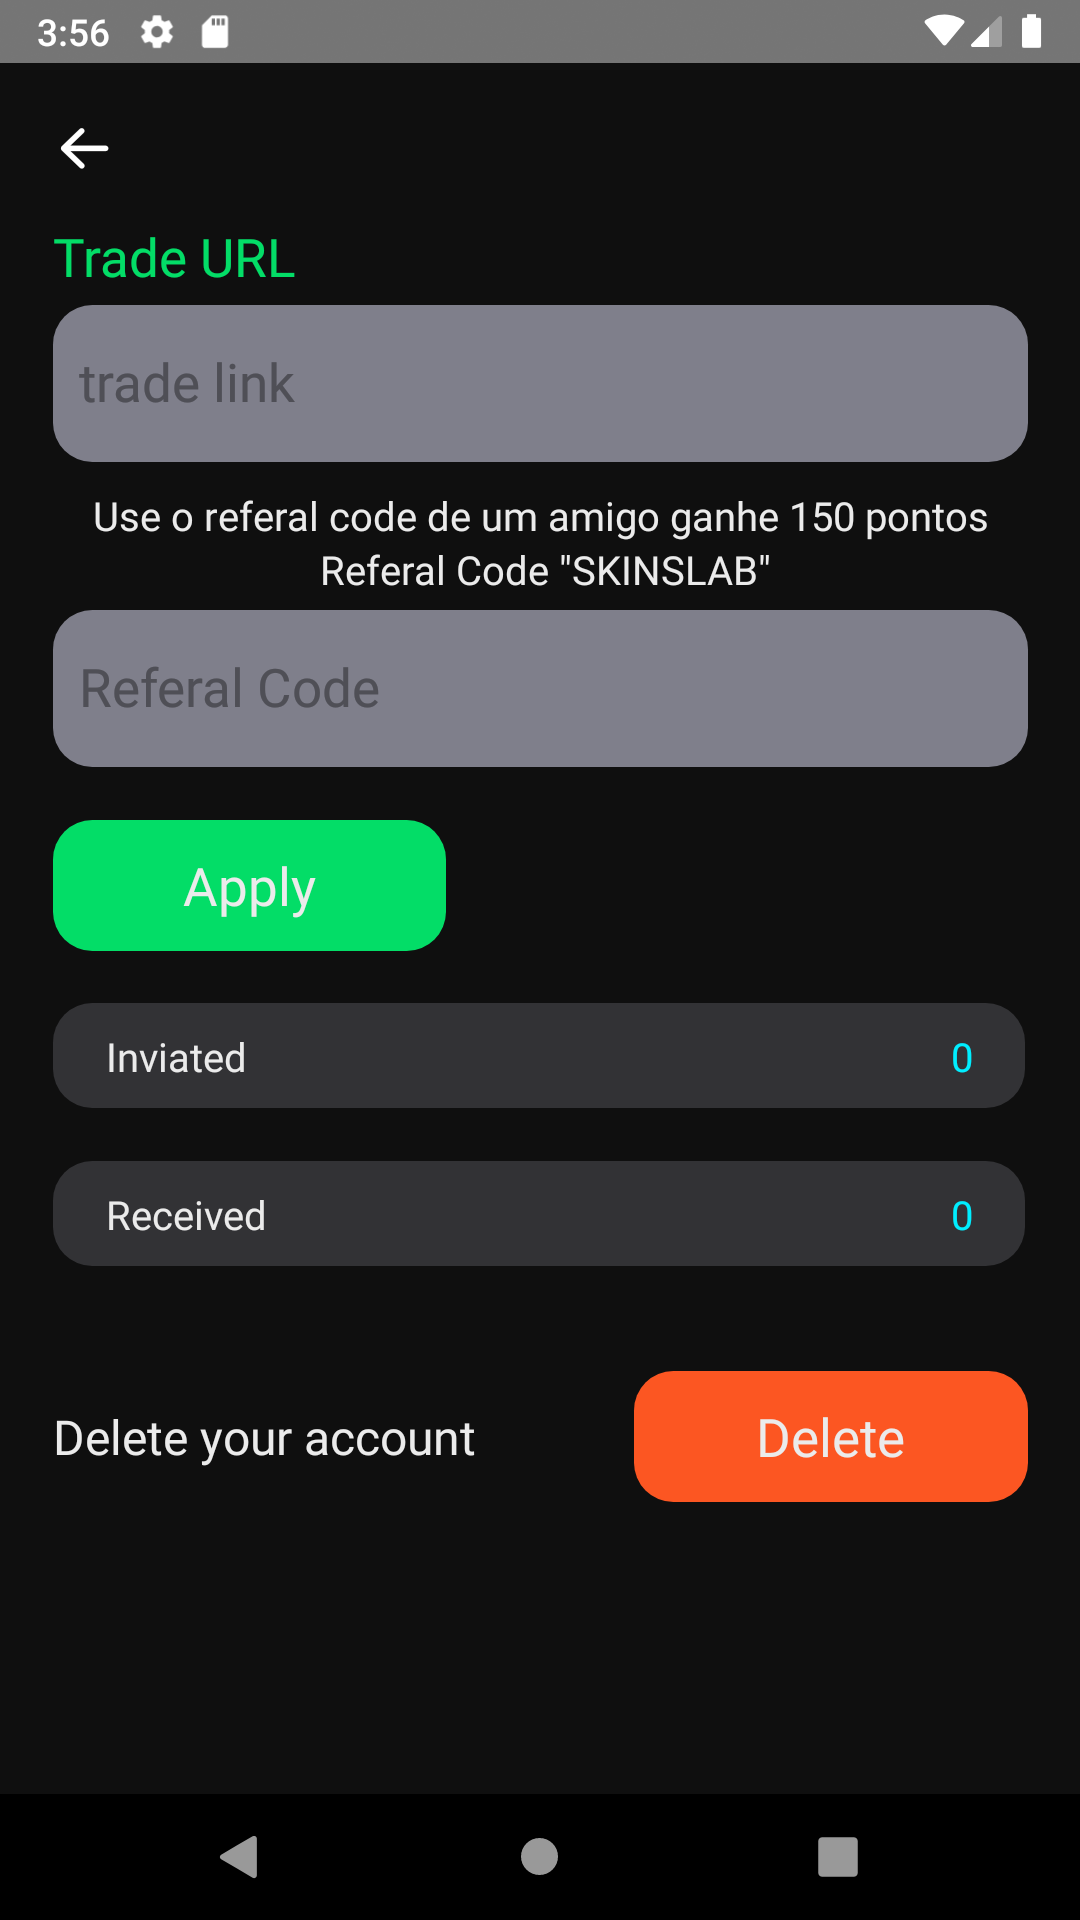 3:56
Trade URL
trade link
Use o referal code de um amigo ganhe 150 pontos
Referal Code "SKINSLAB"
Referal Code
Apply
Inviated 0
Received 0
Delete your account Delete